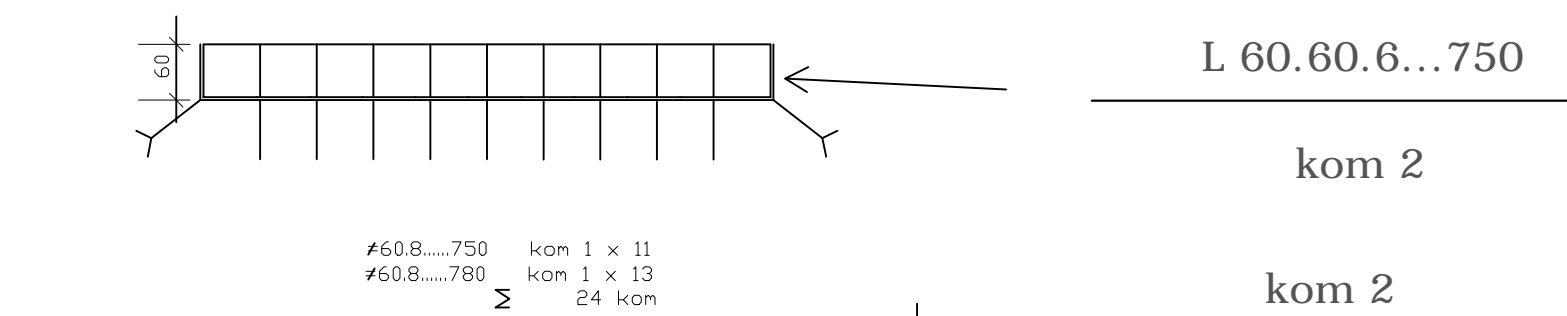 60
L 60.60.6...750
kom 2
≠60.8......750 kom 1 x 11
≠60.8......780 kom 1 x 13
Σ 24 kom
kom 2